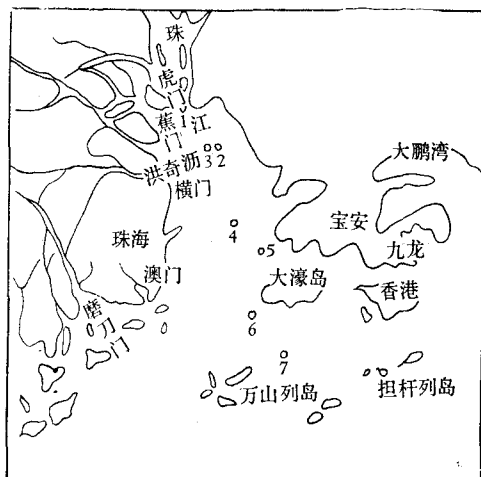 珠
虎门
1
江
蕉门
大鹏湾
洪奇沥
3 2
横门
宝安
珠海
4
九龙
5
澳门
大濠岛
香港
磨刀门
6
7
万山列岛
担杆列岛